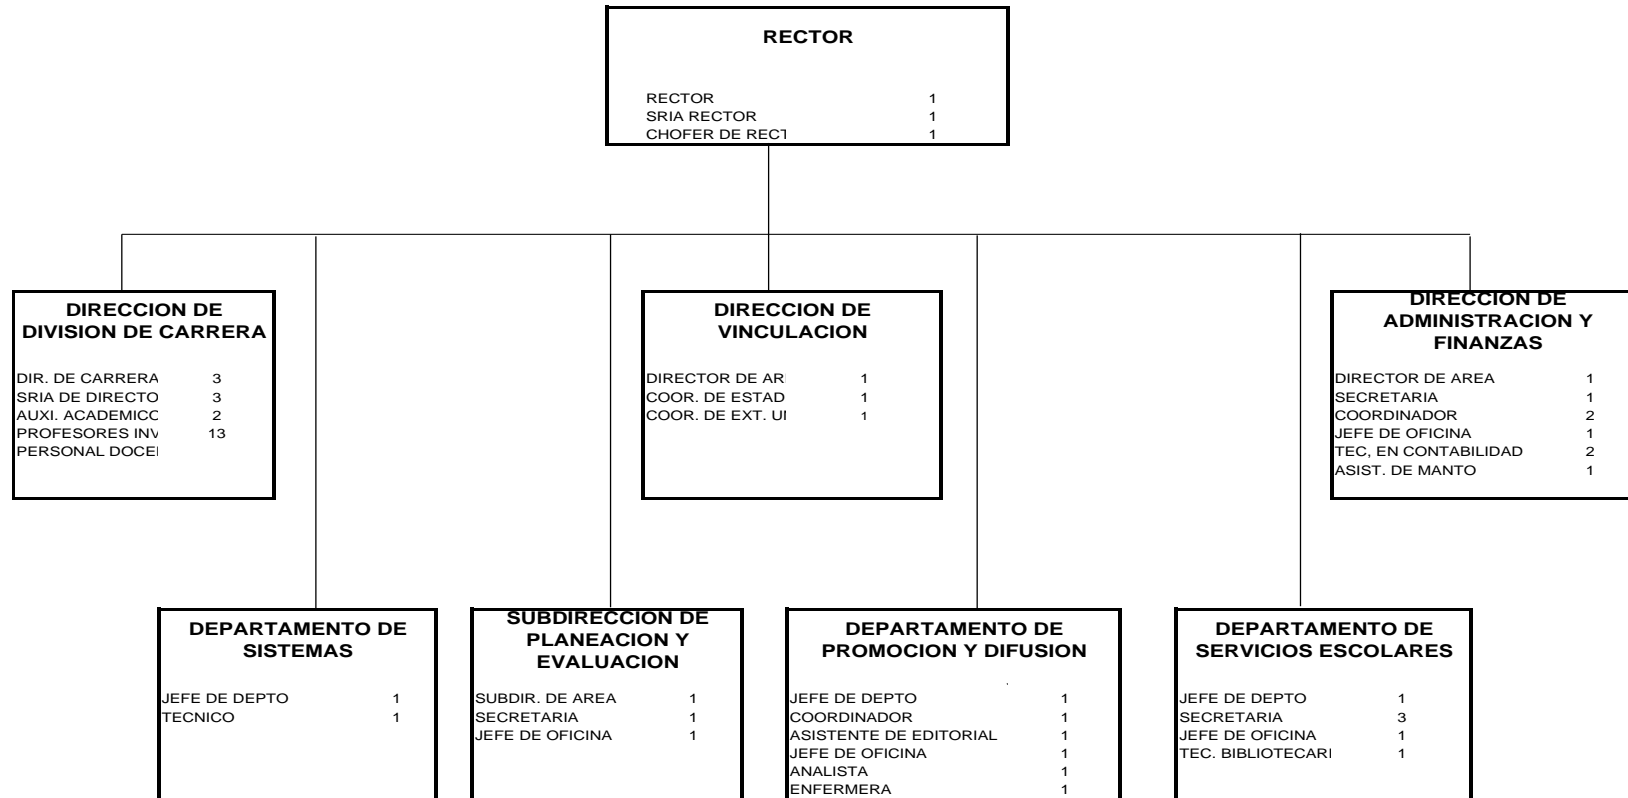 RECTOR
RECTOR 1
SRIA RECTOR 1
CHOFER DE RECT 1
DIRECCION DE
DIVISION DE CARRERA
DIR. DE CARRERA 3
SRIA DE DIRECTO 3
AUXI. ACADEMICO 2
PROFESORES INV 13
PERSONAL DOCE
DIRECCION DE
VINCULACION
DIRECTOR DE AR 1
COOR. DE ESTAD 1
COOR. DE EXT. U 1
DIRECCION DE
ADMINISTRACION Y
FINANZAS
DIRECTOR DE AREA 1
SECRETARIA 1
COORDINADOR 2
JEFE DE OFICINA 1
TEC, EN CONTABILIDAD 2
ASIST. DE MANTO 1
DEPARTAMENTO DE
SISTEMAS
JEFE DE DEPTO 1
TECNICO 1
SUBDIRECCION DE
PLANEACION Y
EVALUACION
SUBDIR. DE AREA 1
SECRETARIA 1
JEFE DE OFICINA 1
DEPARTAMENTO DE
PROMOCION Y DIFUSION
JEFE DE DEPTO 1
COORDINADOR 1
ASISTENTE DE EDITORIAL 1
JEFE DE OFICINA 1
ANALISTA 1
ENFERMERA 1
DEPARTAMENTO DE
SERVICIOS ESCOLARES
JEFE DE DEPTO 1
SECRETARIA 3
JEFE DE OFICINA 1
TEC. BIBLIOTECARI 1